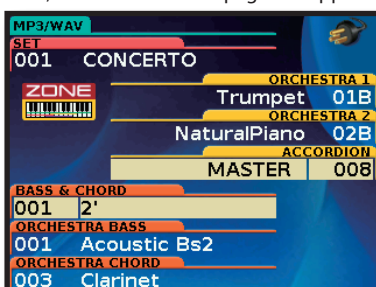 MP3/WAV
SET
001 CONCERTO
ZONE
ORCHESTRA 1
Trumpet 01B
ORCHESTRA 2
NaturalPiano 02B
ACCORDION
MASTER 008
BASS & CHORD
001 2'
ORCHESTRA BASS
001 Acoustic Bs2
ORCHESTRA CHORD
003 Clarinet